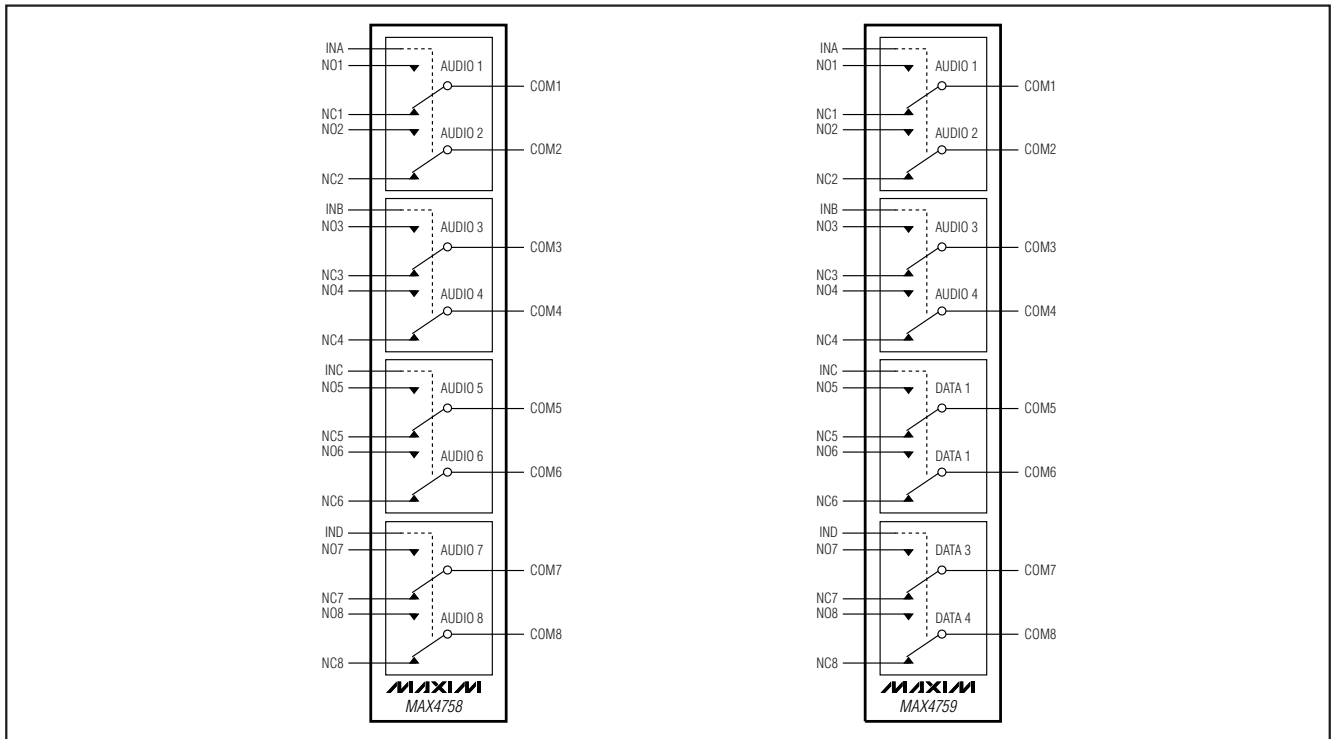 INA
NO1
AUDIO 1
COM1
NC1
NO2
AUDIO 2
COM2
NC2
INB
NO3
AUDIO 3
COM3
NC3
NO4
AUDIO 4
COM4
NC4
INC
NO5
AUDIO 5
COM5
NC5
NO6
AUDIO 6
COM6
NC6
IND
NO7
AUDIO 7
COM7
NC7
NO8
AUDIO 8
COM8
NC8
MAXIM
MAX4758
INA
NO1
AUDIO 1
COM1
NC1
NO2
AUDIO 2
COM2
NC2
INB
NO3
AUDIO 3
COM3
NC3
NO4
AUDIO 4
COM4
NC4
INC
NO5
DATA 1
COM5
NC5
NO6
DATA 1
COM6
NC6
IND
NO7
DATA 3
COM7
NC7
NO8
DATA 4
COM8
NC8
MAXIM
MAX4759